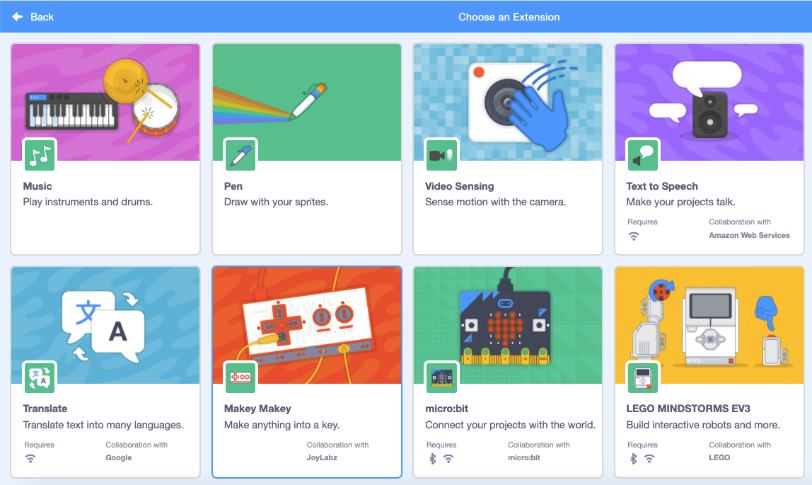 Back
Choose an Extension
Music
Play instruments and drums.
Pen
Draw with your sprites.
Video Sensing
Sense motion with the camera.
Text to Speech
Make your projects talk.
Requires
Collaboration with
Amazon Web Services
文
A
文
A
Translate
Translate text into many languages.
Requires
Collaboration with
Google
Makey Makey
Make anything into a key.
Collaboration with
JoyLabz
micro:bit
Connect your projects with the world.
Requires
Collaboration with
micro:bit
LEGO MINDSTORMS EV3
Build interactive robots and more.
Requires
Collaboration with
LEGO